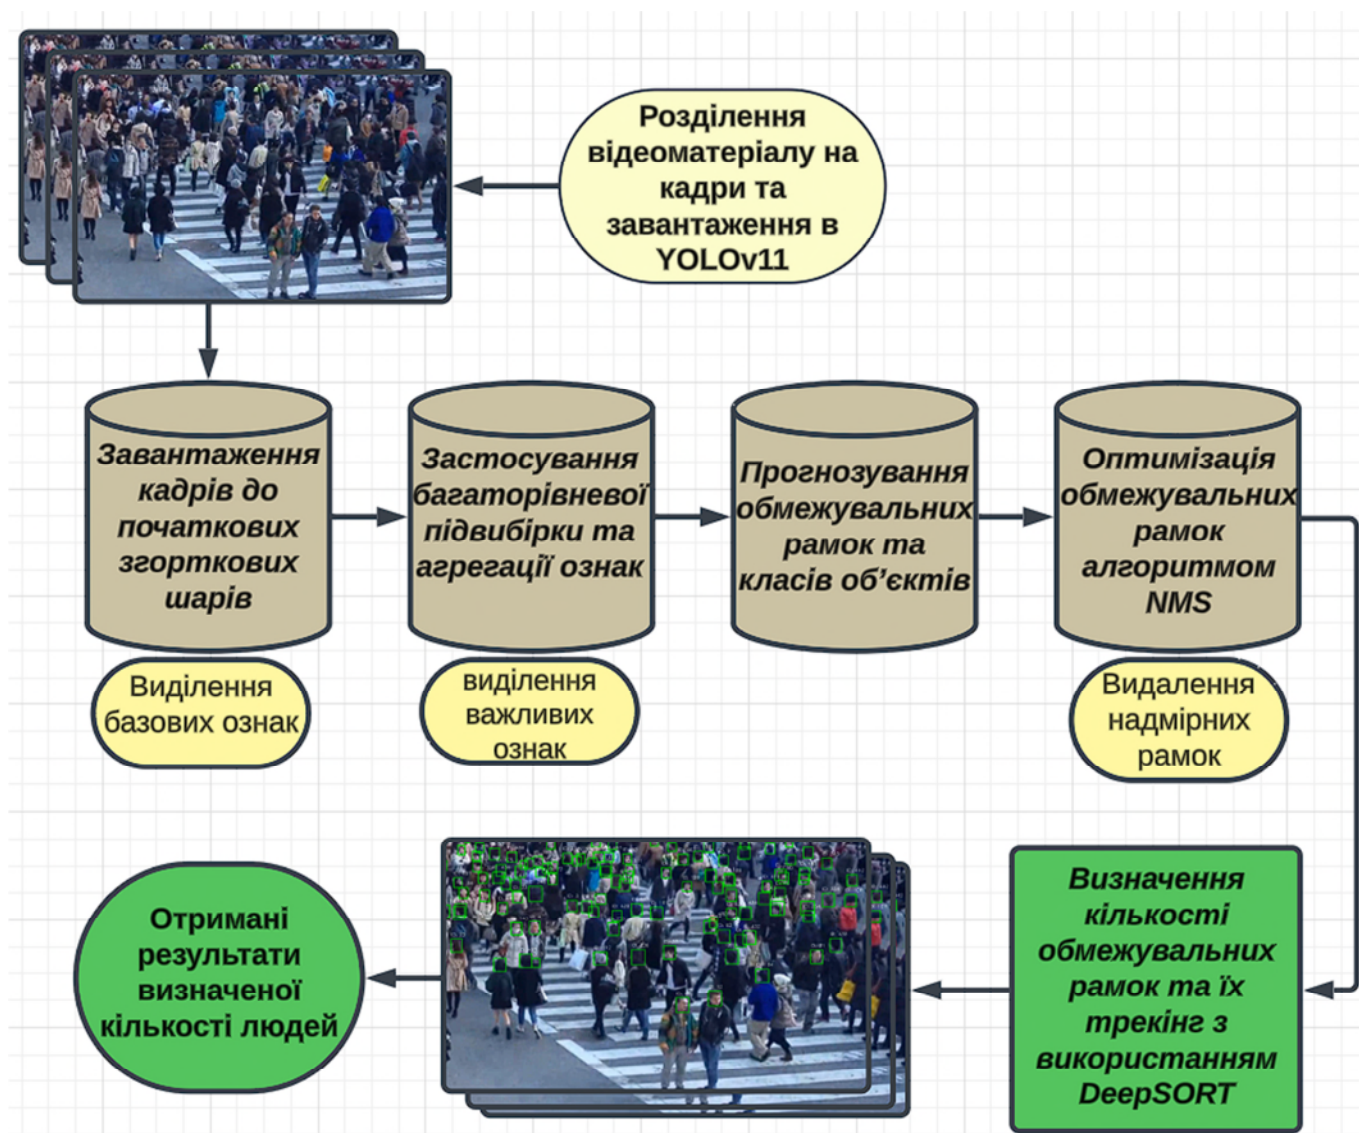 Розділення
відеоматеріалу на
кадри та
завантаження в
YOLOv11
Завантаження
кадрів до
початкових
згорткових
шарів
Застосування
багаторівневої
підвибірки та
агрегації ознак
Прогнозування
обмежувальних
рамок та
класів об’єктів
Оптимізація
обмежувальних
рамок
алгоритмом
NMS
Виділення
базових ознак
виділення
важливих
ознак
Видалення
надмірних
рамок
Визначення
кількості
обмежувальних
рамок та їх
трекінг з
використанням
DeepSORT
Отримані
результати
визначеної
кількості людей